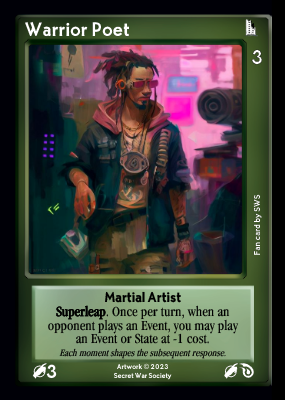 Warrior Poet
3
Fan card by SWS
Martial Artist
Superleap. Once per turn, when an
opponent plays an Event, you may play
an Event or State at -1 cost.
Each moment shapes the subsequent response.
3
Artwork © 2023
Secret War Society